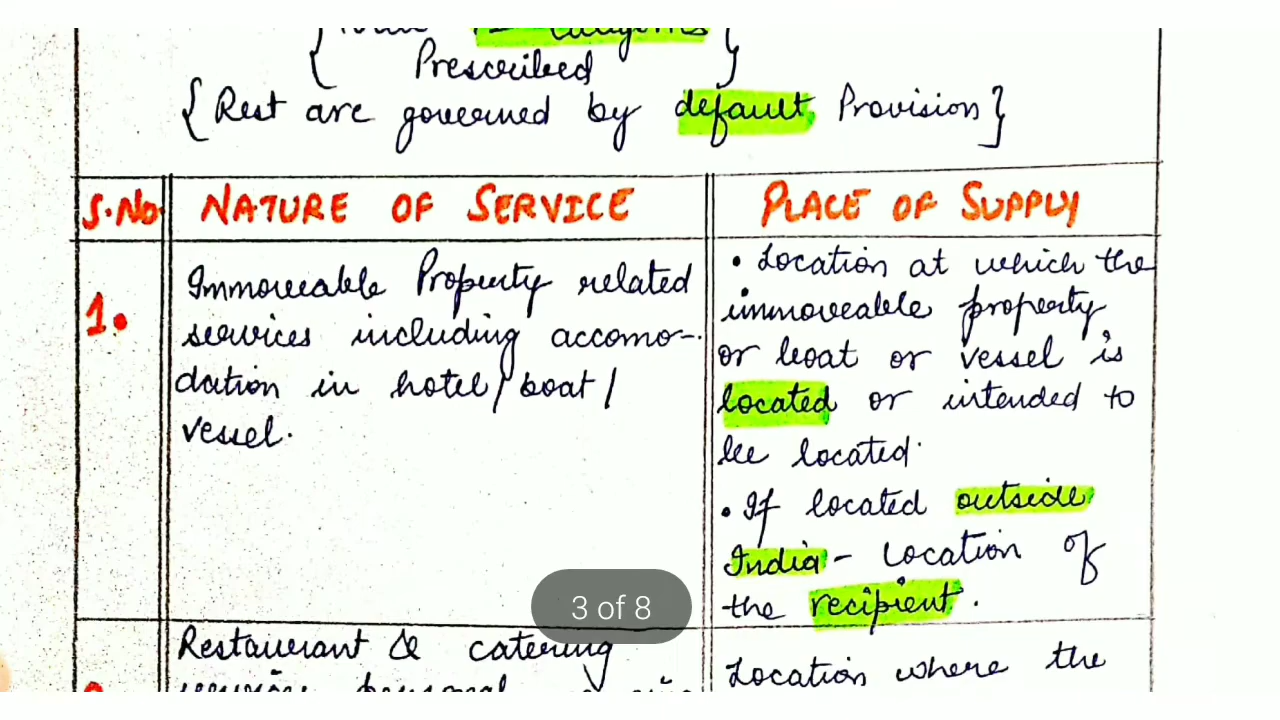 Prescribed
{Rest are governed by default Provision}
S.No. NATURE OF SERVICE PLACE OF SUPPLY
1.
Immoveable Property related
services including accomo-
dation in hotel/boat/
vessel.
• Location at which the
immoveable property
or boat or vessel is
located or intended to
be located.
• If located outside
India - Location of
the recipient.
3 of 8
Restaurant & catering
Location where the